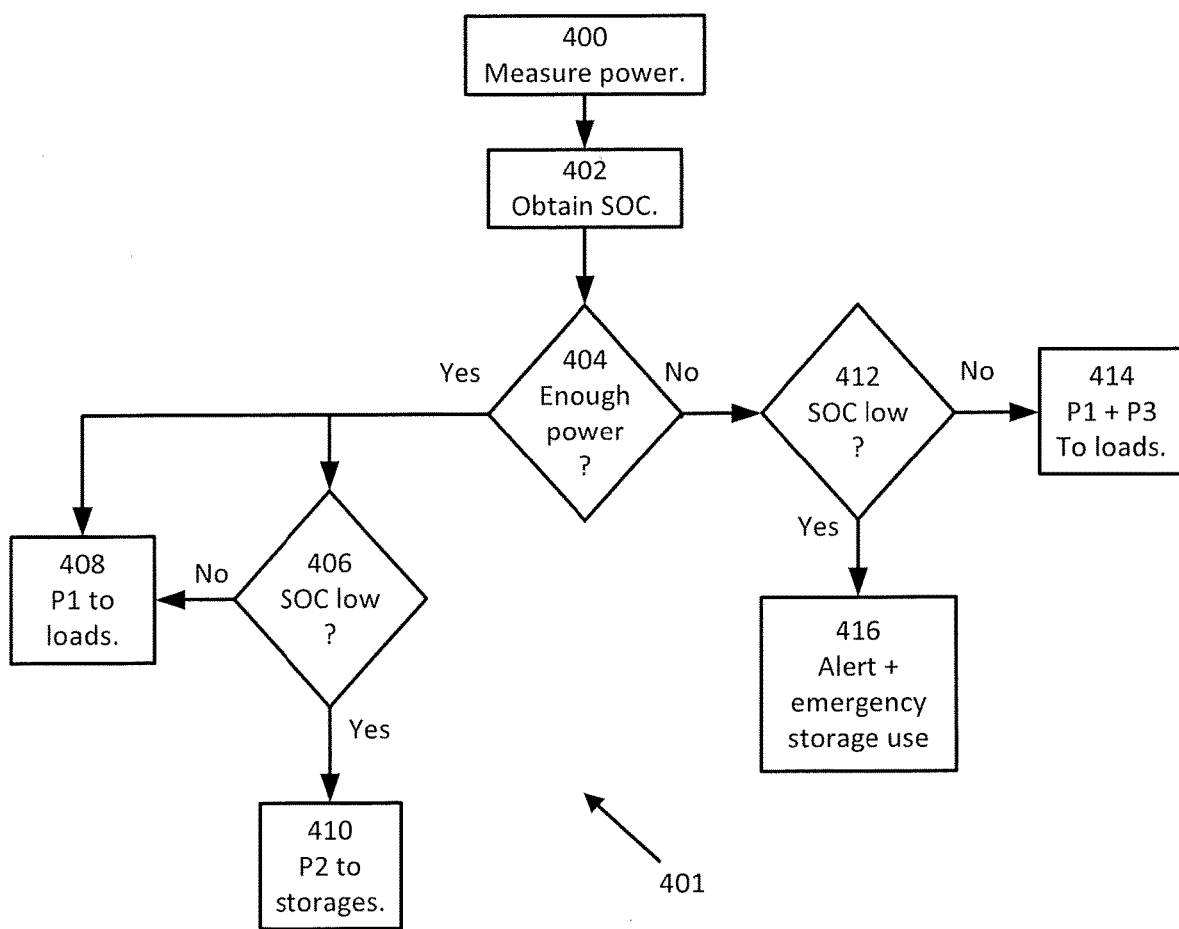 400
Measure power.
402
Obtain SOC.
Yes
404
Enough
power
?
No
412
SOC low
?
No
414
P1 + P3
To loads.
Yes
408
P1 to
loads.
No
406
SOC low
?
416
Alert +
emergency
storage use
Yes
410
P2 to
storages.
401